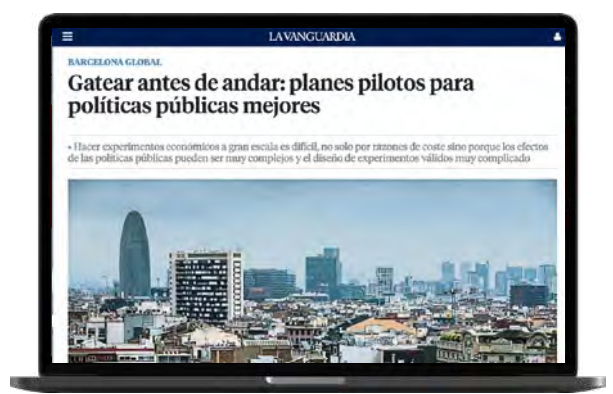 LA VANGUARDIA
BARCELONA GLOBAL
Gatear antes de andar: planes pilotos para
políticas públicas mejores
• Hacer experimentos económicos a gran escala es difícil, no solo por razones de coste sino porque los efectos
de las políticas públicas pueden ser muy complejos y el diseño de experimentos válidos muy complicado